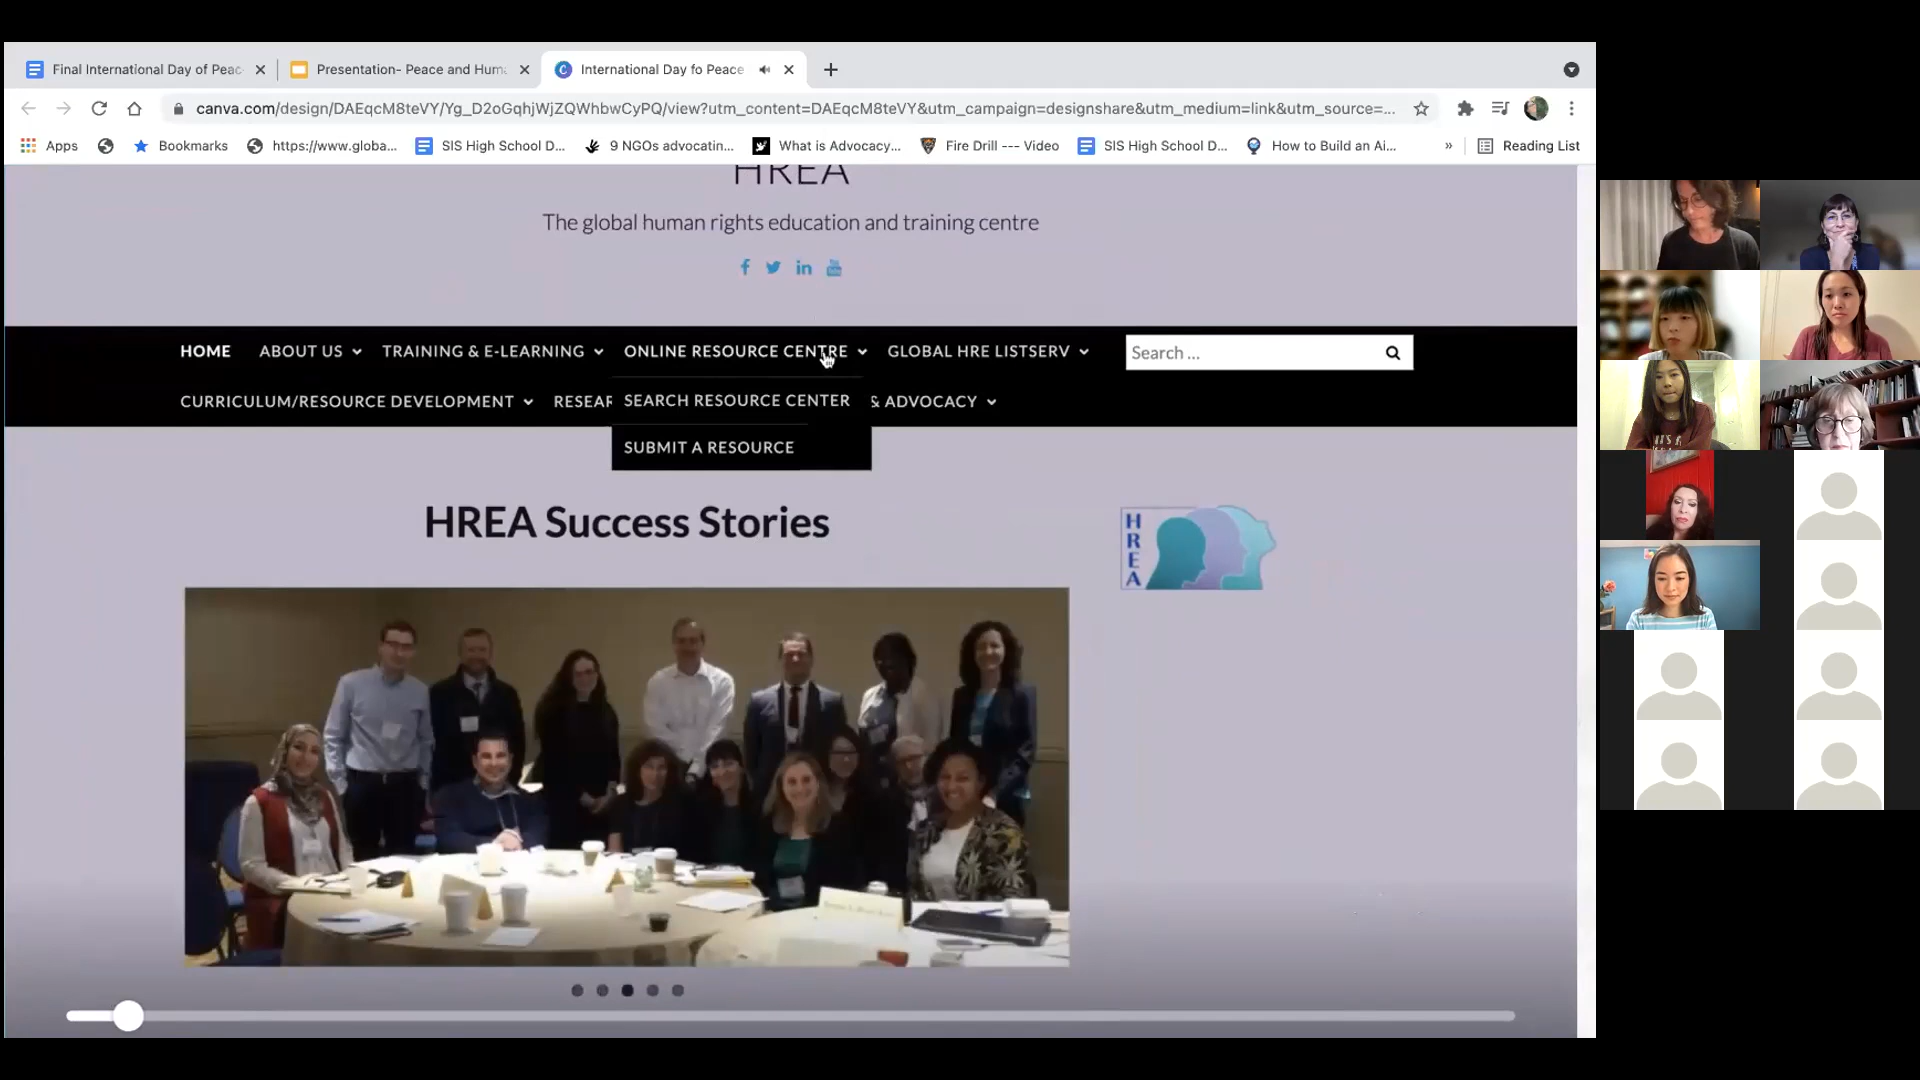 Final International Day of Peac
Presentation- Peace and Huma
International Day fo Peace
canva.com/design/DAEqcM8teVY/Yg_D2oGqhjWjZQWhbwCyPQ/view?utm_content=DAEqcM8teVY&utm_campaign=designshare&utm_medium=link&utm_source=...
Apps
Bookmarks
https://www.globa...
SIS High School D...
9 NGOs advocatin...
What is Advocacy...
Fire Drill --- Video
SIS High School D...
How to Build an Ai...
»
Reading List
HREA
The global human rights education and training centre
HOME ABOUT US TRAINING & E-LEARNING ONLINE RESOURCE CENTRE GLOBAL HRE LISTSERV
Search ...
CURRICULUM/RESOURCE DEVELOPMENT RESEAR SEARCH RESOURCE CENTER & ADVOCACY
SUBMIT A RESOURCE
HREA Success Stories
HREA